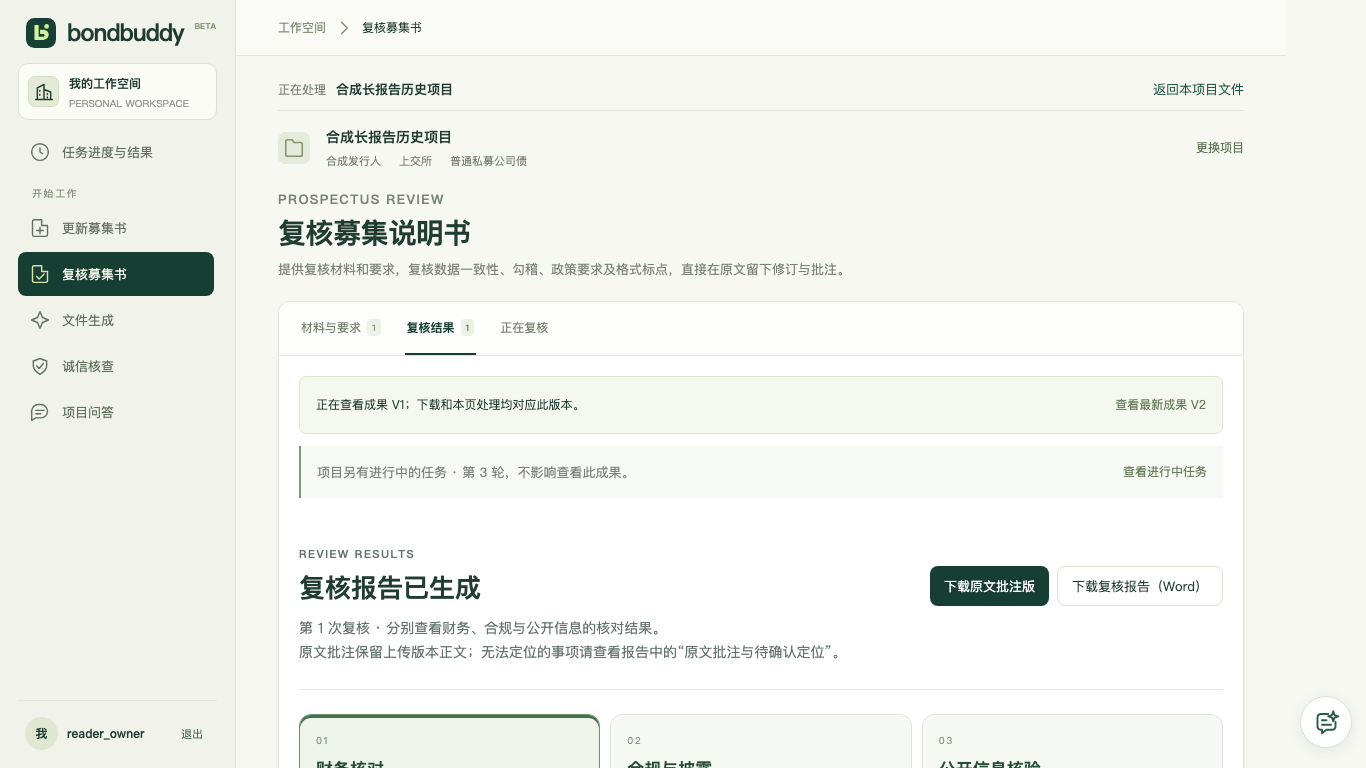 bondbuddy BETA
我的工作空间
PERSONAL WORKSPACE
任务进度与结果
开始工作
更新募集书
复核募集书
文件生成
诚信核查
项目问答
我 reader_owner 退出
工作空间 复核募集书
正在处理 合成长报告历史项目 返回本项目文件
合成长报告历史项目
合成发行人 上交所 普通私募公司债
更换项目
PROSPECTUS REVIEW
复核募集说明书
提供复核材料和要求，复核数据一致性、勾稽、政策要求及格式标点，直接在原文留下修订与批注。
材料与要求 1 复核结果 1 正在复核
正在查看成果 V1；下载和本页处理均对应此版本。 查看最新成果 V2
项目另有进行中的任务 · 第 3 轮，不影响查看此成果。 查看进行中任务
REVIEW RESULTS
复核报告已生成
下载原文批注版 下载复核报告（Word）
第 1 次复核 · 分别查看财务、合规与公开信息的核对结果。
原文批注保留上传版本正文；无法定位的事项请查看报告中的“原文批注与待确认定位”。
01 02 03
财务核对 合规与披露 公开信息核验